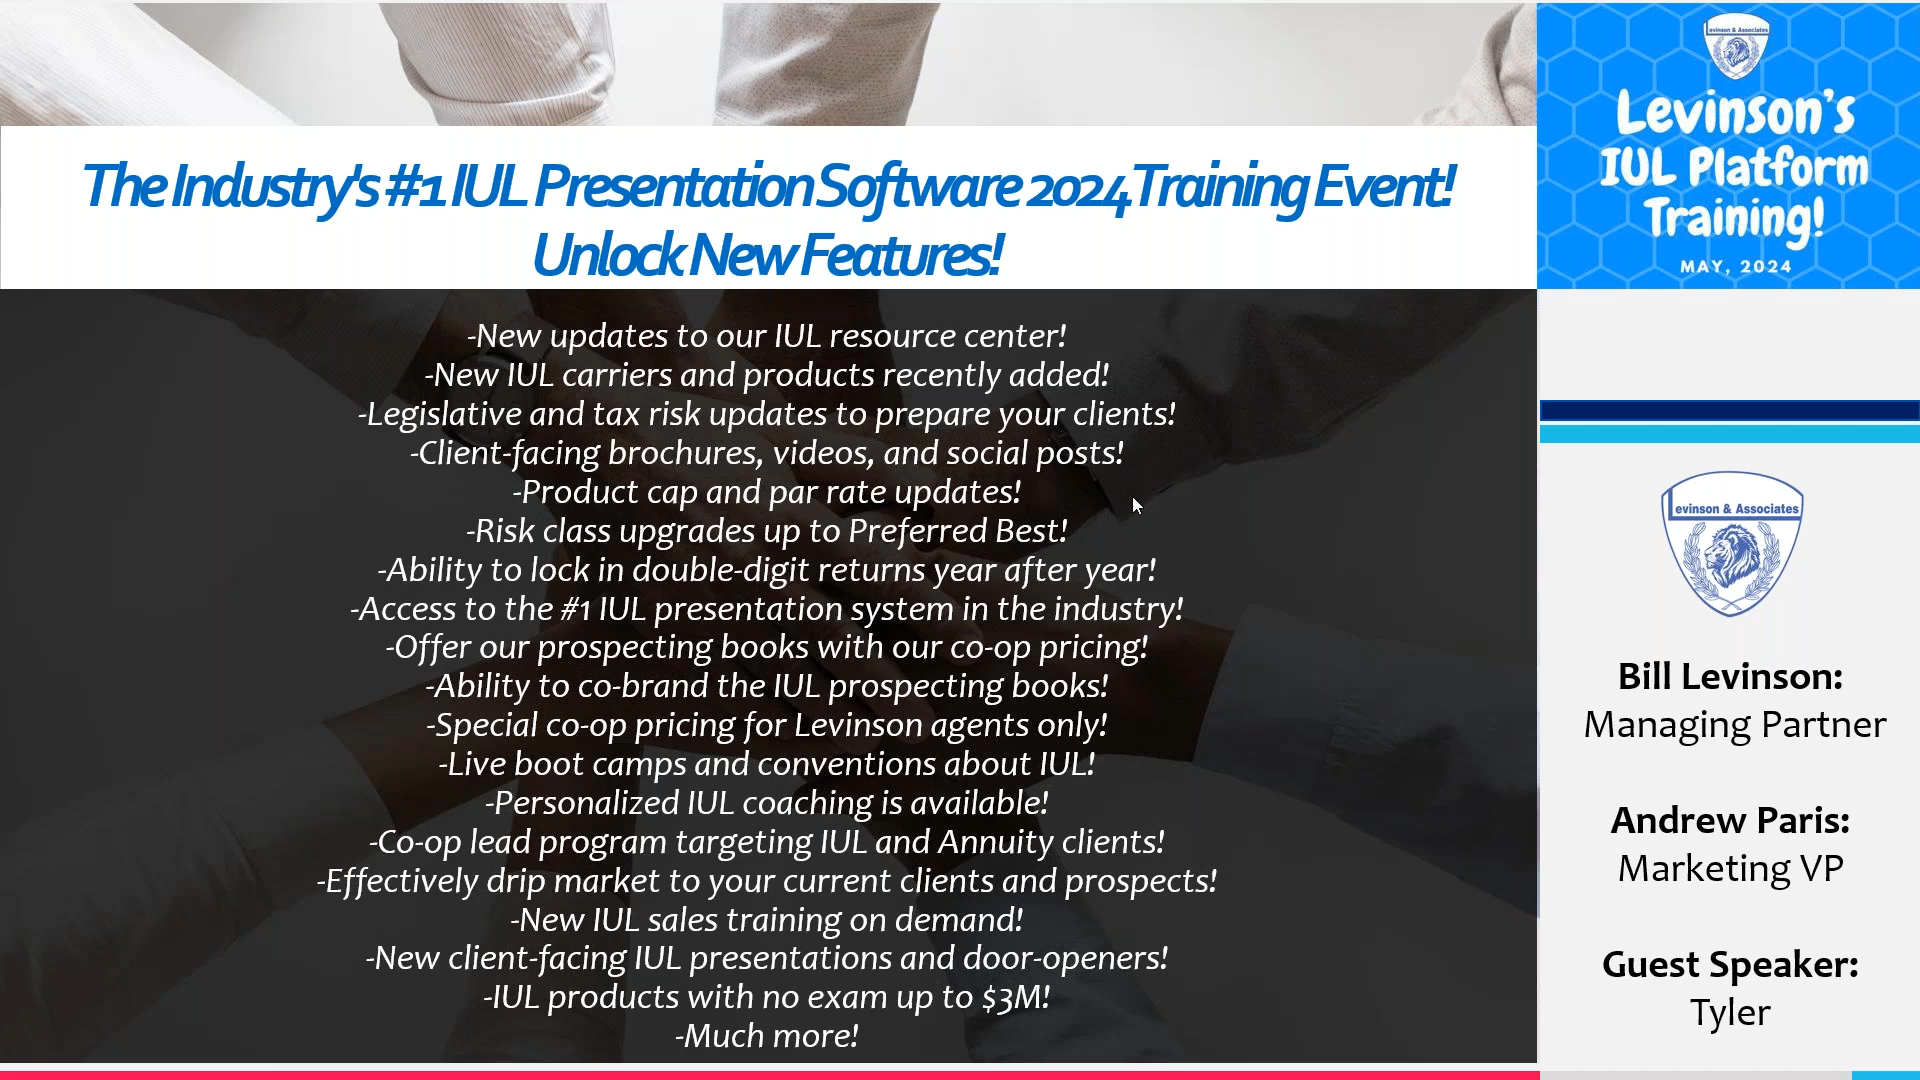 The Industry's #1 IUL Presentation Software 2024 Training Event!
Unlock New Features!
-New updates to our IUL resource center!
-New IUL carriers and products recently added!
-Legislative and tax risk updates to prepare your clients!
-Client-facing brochures, videos, and social posts!
-Product cap and par rate updates!
-Risk class upgrades up to Preferred Best!
-Ability to lock in double-digit returns year after year!
-Access to the #1 IUL presentation system in the industry!
-Offer our prospecting books with our co-op pricing!
-Ability to co-brand the IUL prospecting books!
-Special co-op pricing for Levinson agents only!
-Live boot camps and conventions about IUL!
-Personalized IUL coaching is available!
-Co-op lead program targeting IUL and Annuity clients!
-Effectively drip market to your current clients and prospects!
-New IUL sales training on demand!
-New client-facing IUL presentations and door-openers!
-IUL products with no exam up to $3M!
-Much more!
Levinson & Associates
Levinson's
IUL Platform
Training!
MAY, 2024
Levinson & Associates
Bill Levinson:
Managing Partner
Andrew Paris:
Marketing VP
Guest Speaker:
Tyler